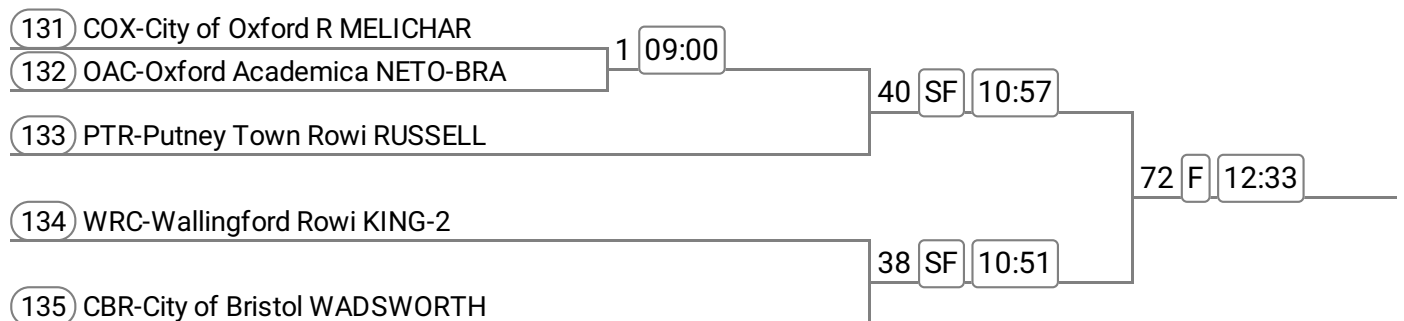 131 COX-City of Oxford R MELICHAR
1 09:00
132 OAC-Oxford Academica NETO-BRA
40 SF 10:57
133 PTR-Putney Town Rowi RUSSELL
72 F 12:33
134 WRC-Wallingford Rowi KING-2
38 SF 10:51
135 CBR-City of Bristol WADSWORTH